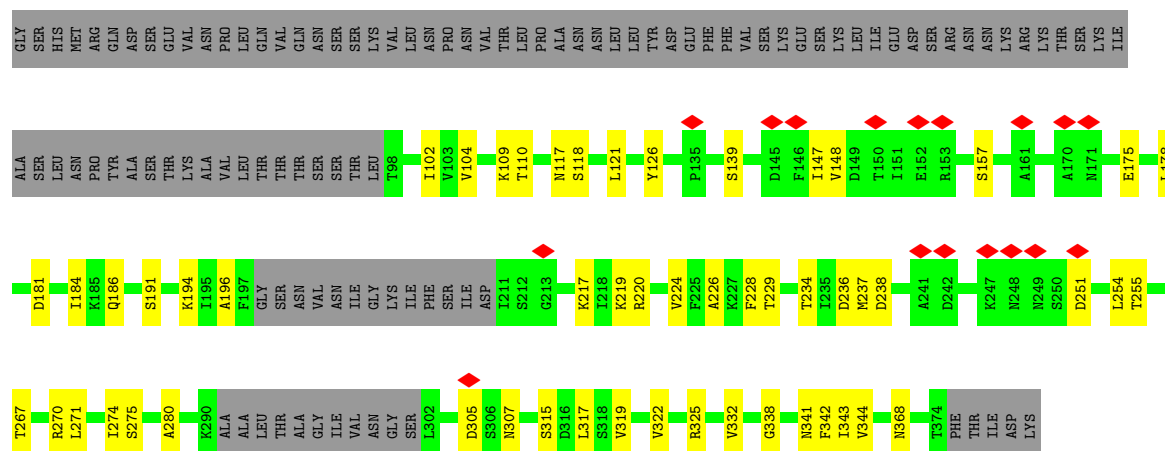 GLY SER HIS MET ARG GLN ASP SER GLU VAL ASN PRO LEU GLN VAL GLN ASN SER SER LYS VAL LEU ASN PRO ASN VAL THR LEU PRO ALA ASN ASN LEU LEU TYR ASP GLU PHE PHE VAL SER LYS GLU SER LYS LEU ILE GLU ASP SER ARG ASN ASN LYS ARG LYS THR SER LYS ILE
ALA SER LEU ASN PRO TYR ALA SER THR LYS ALA VAL LEU THR THR THR SER SER THR LEU T98 I102 V103 V104 K109 T110 N117 S118 L121 Y126 P135 S139 D145 F146 I147 V148 D149 T150 I151 E152 R153 S157 A161 A170 N171 E175 L178
D181 I184 K185 Q186 S191 K194 I195 A196 F197 GLY SER ASN VAL ASN ILE GLY LYS ILE PHE SER ILE ASP I211 S212 G213 K217 I218 K219 R220 V224 F225 A226 K227 F228 T229 T234 I235 D236 M237 D238 A241 D242 K247 N248 N249 S250 D251 L254 T255
T267 R270 L271 I274 S275 A280 K290 ALA ALA LEU THR ALA GLY ILE VAL ASN GLY SER L302 D305 S306 N307 S315 D316 L317 S318 V319 V322 R325 V332 G338 N341 F342 I343 V344 N368 T374 PHE THR ILE ASP LYS